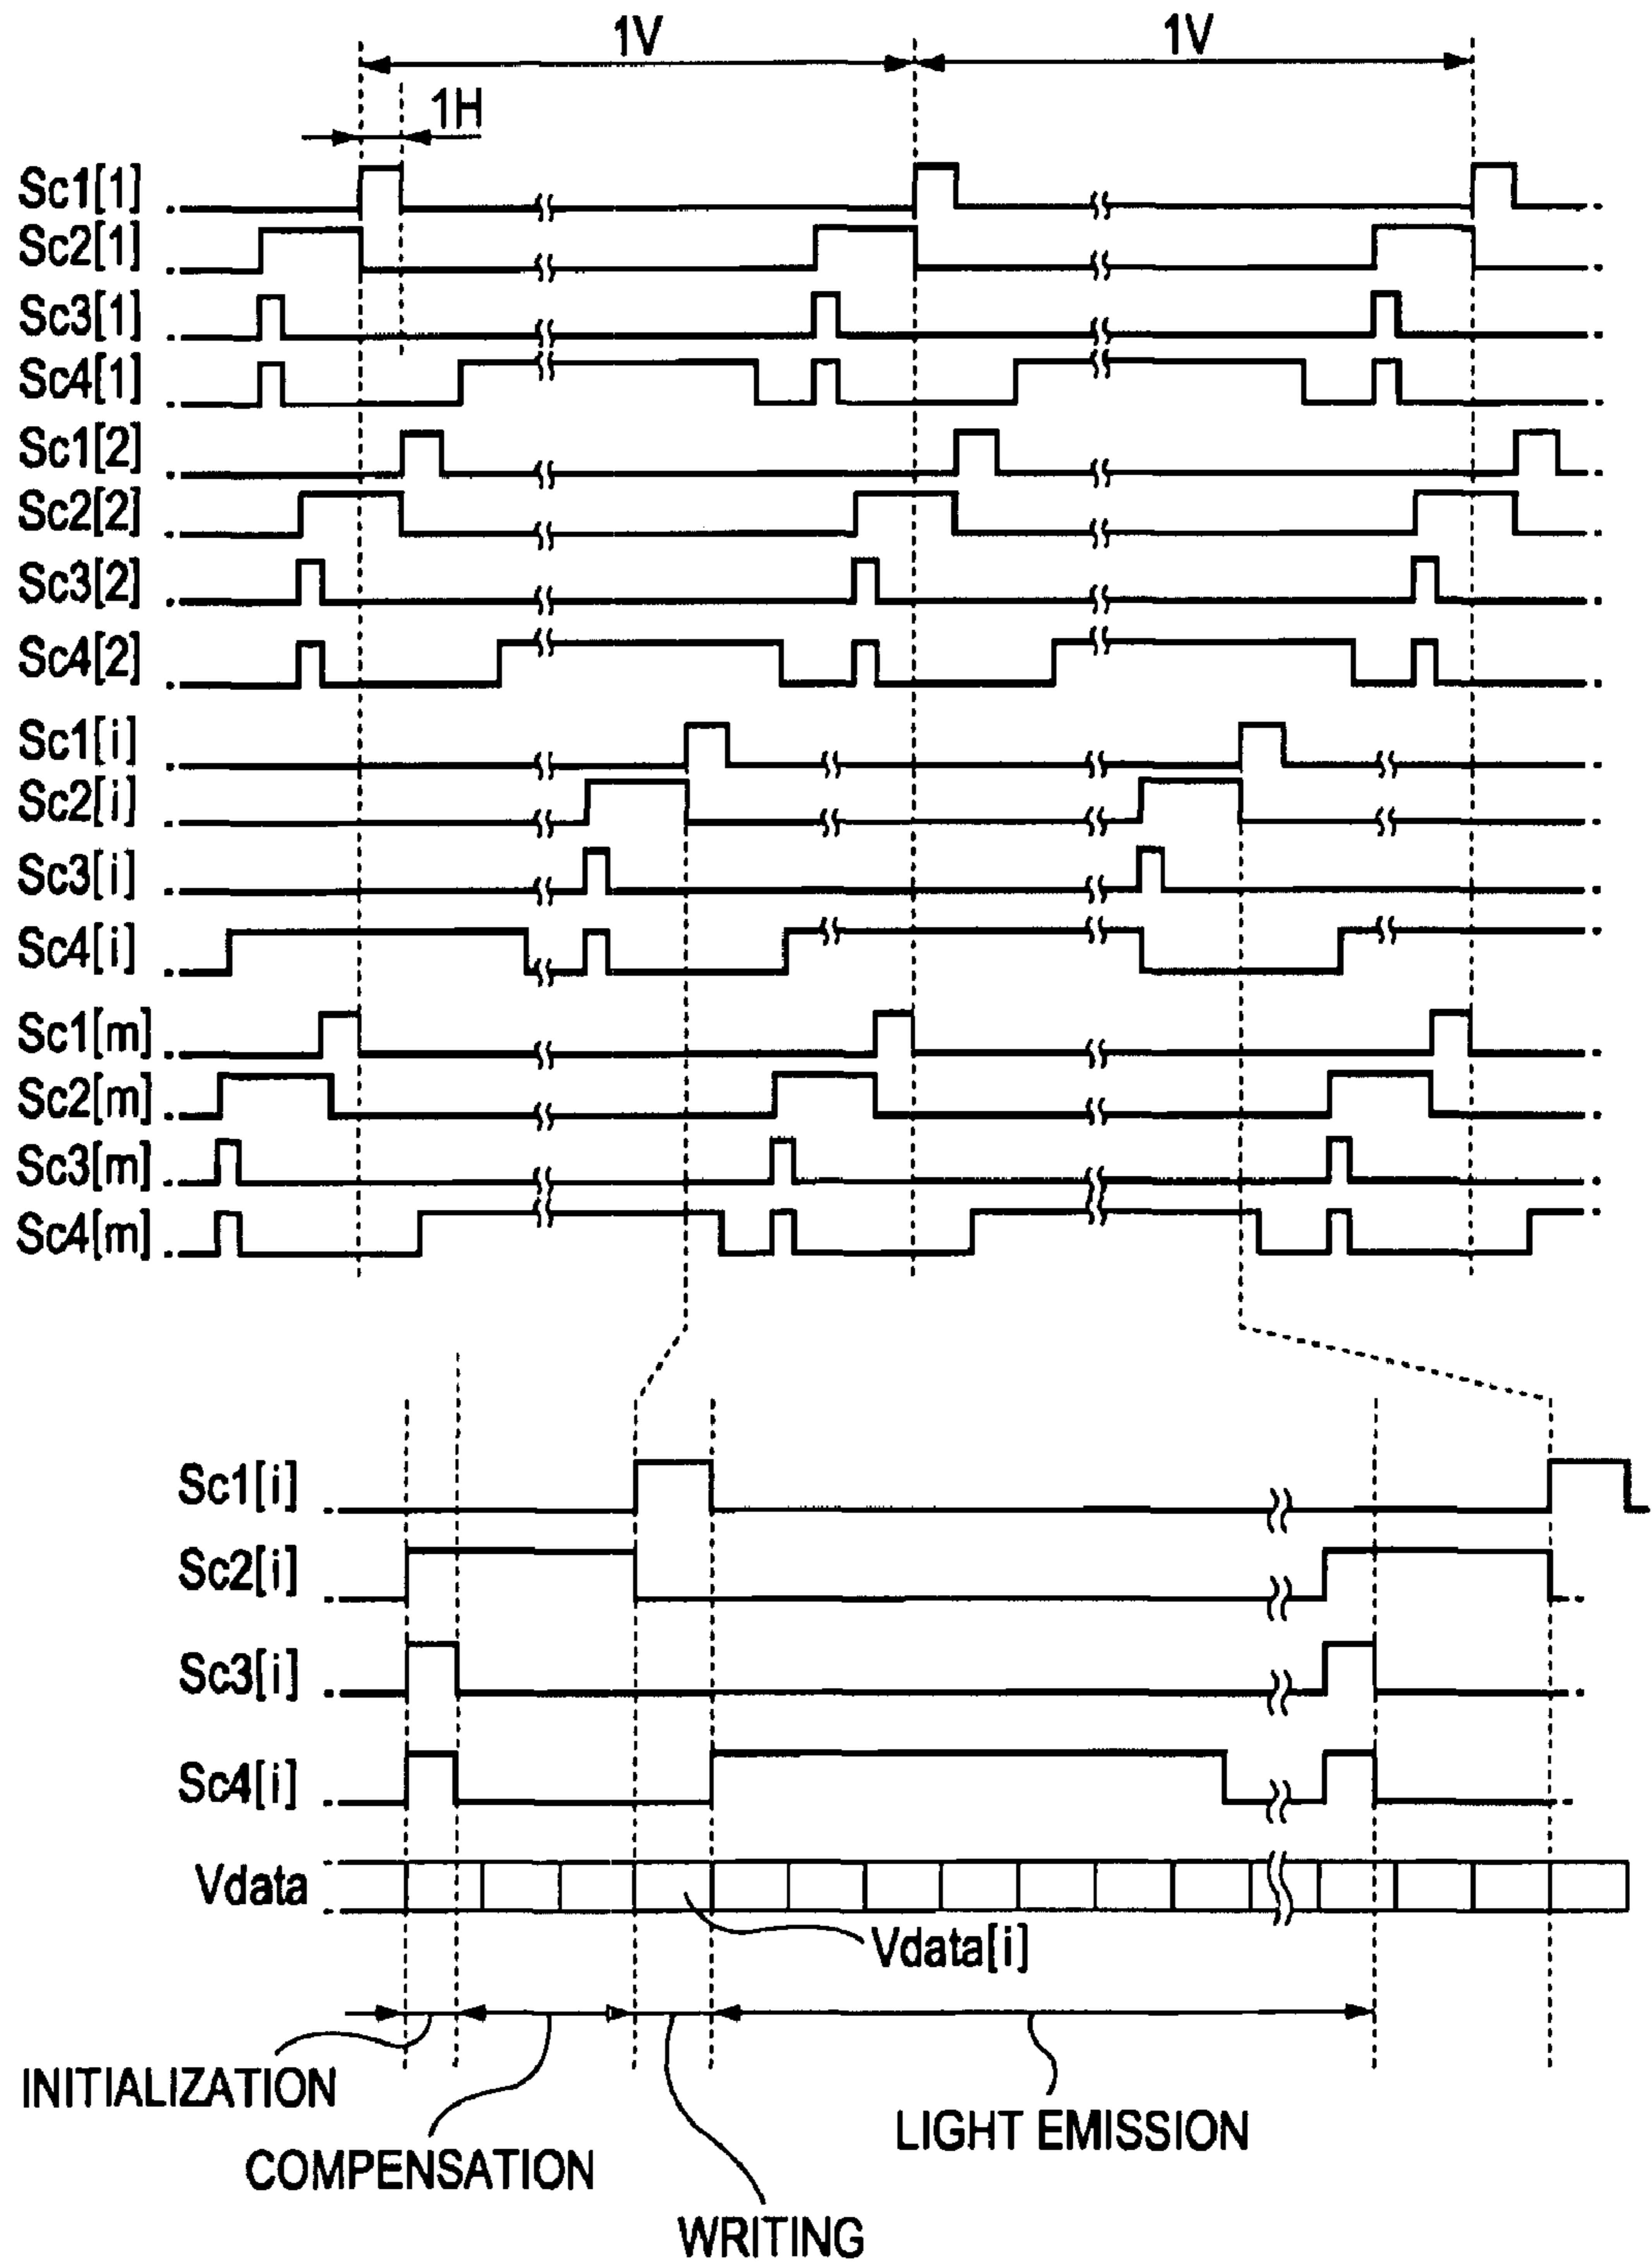 1V 1V
1H
Sc1[1]
Sc2[1]
Sc3[1]
Sc4[1]
Sc1[2]
Sc2[2]
Sc3[2]
Sc4[2]
Sc1[i]
Sc2[i]
Sc3[i]
Sc4[i]
Sc1[m]
Sc2[m]
Sc3[m]
Sc4[m]
Sc1[i]
Sc2[i]
Sc3[i]
Sc4[i]
Vdata
Vdata[i]
INITIALIZATION
LIGHT EMISSION
COMPENSATION
WRITING